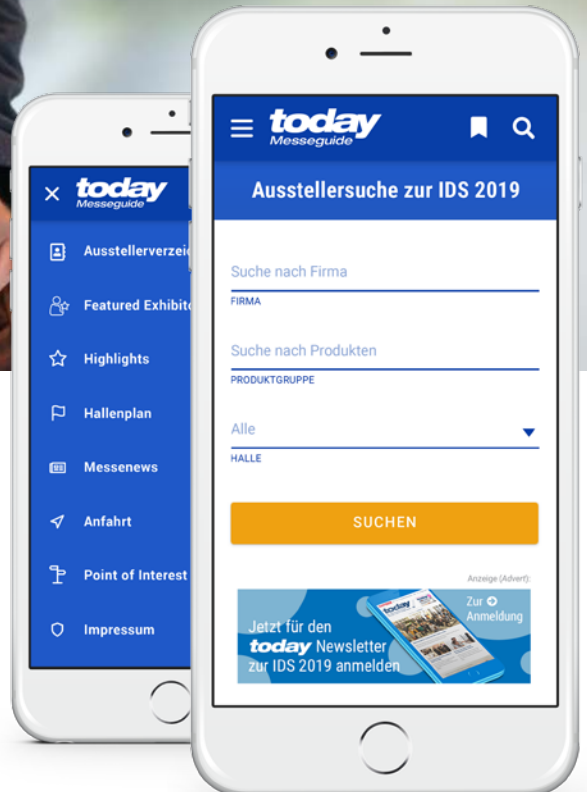 today
Messeguide
Ausstellerverzei
Featured Exhibito
Highlights
Hallenplan
Messenews
Anfahrt
Point of Interest
Impressum
today
Messeguide
Ausstellersuche zur IDS 2019
Suche nach Firma
FIRMA
Suche nach Produkten
PRODUKTGRUPPE
Alle
HALLE
SUCHEN
Anzeige (Advert):
Jetzt für den
today Newsletter
zur IDS 2019 anmelden
today
Zur
Anmeldung